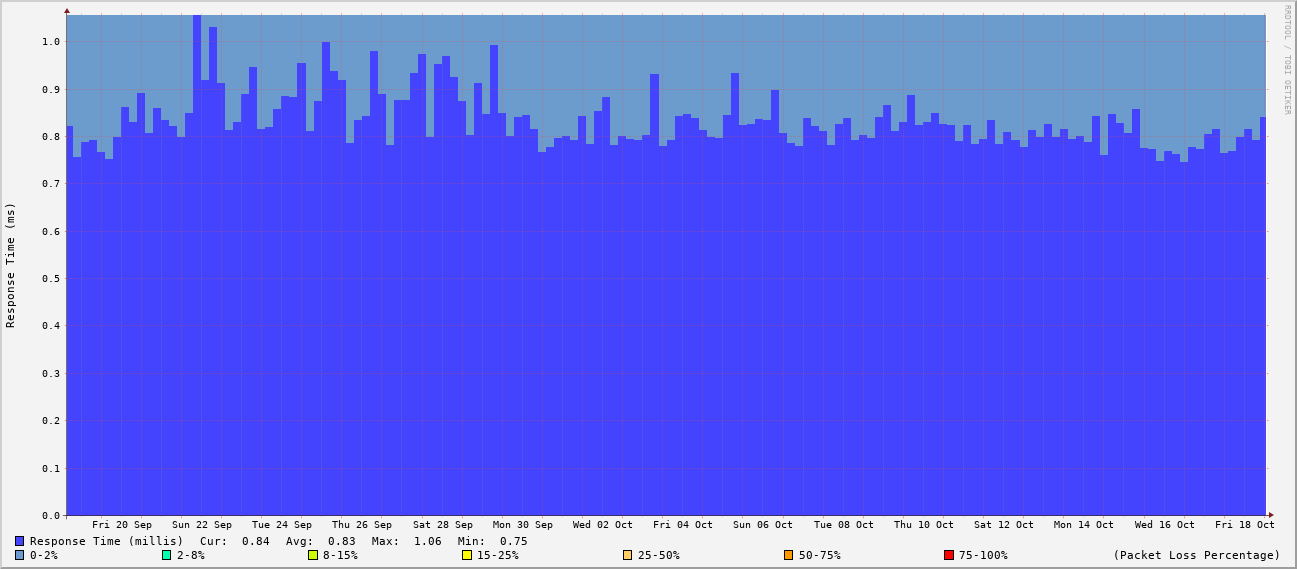 RRDTOOL / TOBI OETIKER
Response Time (ms)
1.0
0.9
0.8
0.7
0.6
0.5
0.4
0.3
0.2
0.1
0.0
Fri 20 Sep Sun 22 Sep Tue 24 Sep Thu 26 Sep Sat 28 Sep Mon 30 Sep Wed 02 Oct Fri 04 Oct Sun 06 Oct Tue 08 Oct Thu 10 Oct Sat 12 Oct Mon 14 Oct Wed 16 Oct Fri 18 Oct
Response Time (millis) Cur: 0.84 Avg: 0.83 Max: 1.06 Min: 0.75
0-2% 2-8% 8-15% 15-25% 25-50% 50-75% 75-100% (Packet Loss Percentage)